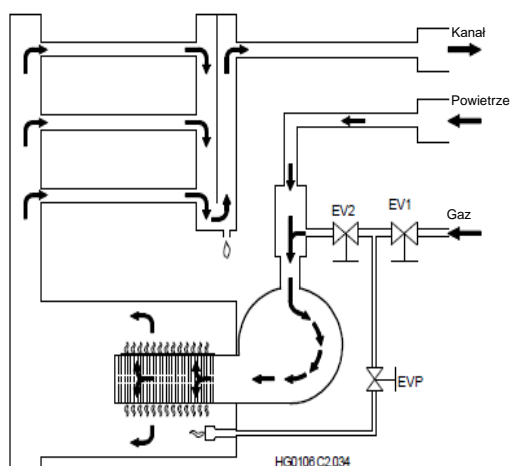 Kanał
Powietrze
EV2
EV1
Gaz
EVP
HG0106 C2.034